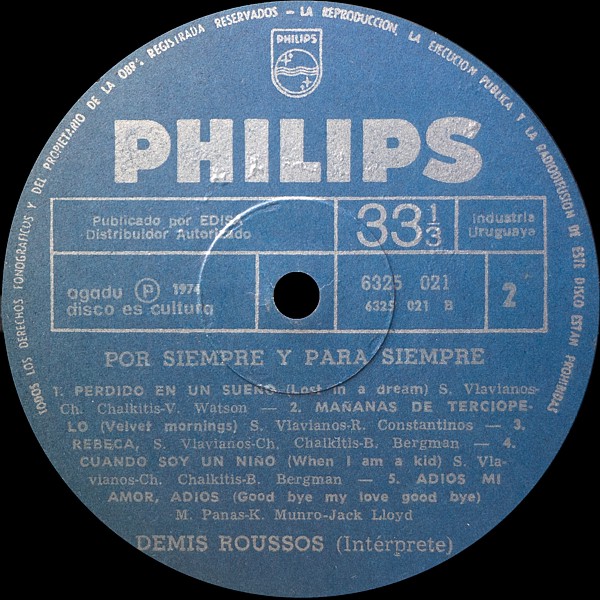 TODOS LOS DERECHOS FONOGRAFICOS Y DEL PROPIETARIO DE LA OBRA REGISTRADA RESERVADOS – LA REPRODUCCION, LA EJECUCION PUBLICA Y LA RADIODIFUSION DE ESTE DISCO ESTAN PROHIBIDAS
PHILIPS
PHILIPS
Publicado por EDISA
Distribuidor Autorizado
33 1/3
Industria
Uruguaya
agadu Ⓟ 1974
disco es cultura
6325 021
6325 021 B
2
POR SIEMPRE Y PARA SIEMPRE
1. PERDIDO EN UN SUEÑO (Lost in a dream) S. Vlavianos-
Ch. Chalkitis-V. Watson — 2. MAÑANAS DE TERCIOPE-
LO (Velvet mornings) S. Vlavianos-R. Constantinos — 3.
REBECA, S. Vlavianos-Ch, Chalkitis-B. Bergman — 4.
CUANDO SOY UN NIÑO (When I am a kid) S. Vla-
vianos-Ch. Chalkitis-B. Bergman — 5. ADIOS MI
AMOR, ADIOS (Good bye my love good bye)
M. Panas-K. Munro-Jack Lloyd
DEMIS ROUSSOS (Intérprete)